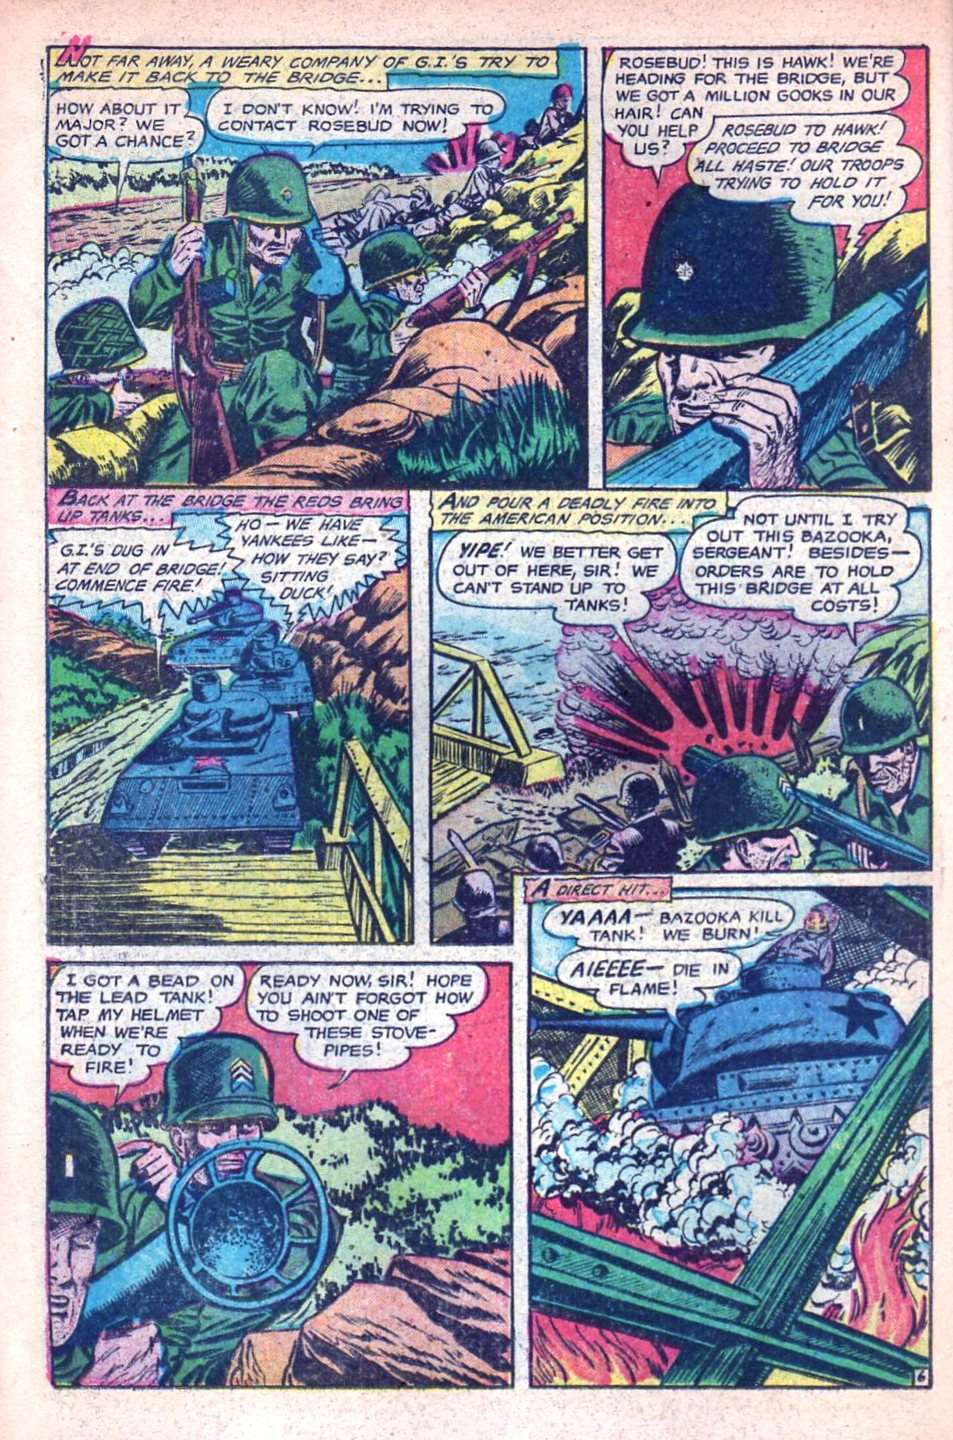 NOT FAR AWAY, A WEARY COMPANY OF G.I.'S TRY TO
MAKE IT BACK TO THE BRIDGE...
HOW ABOUT IT
MAJOR? WE
GOT A CHANCE?
I DON'T KNOW! I'M TRYING TO
CONTACT ROSEBUD NOW!
ROSEBUD! THIS IS HAWK! WE'RE
HEADING FOR THE BRIDGE, BUT
WE GOT A MILLION GOOKS IN OUR
HAIR! CAN
YOU HELP
US?
ROSEBUD TO HAWK!
PROCEED TO BRIDGE
ALL HASTE! OUR TROOPS
TRYING TO HOLD IT
FOR YOU!
BACK AT THE BRIDGE THE REDS BRING
UP TANKS...
G.I.'S DUG IN
AT END OF BRIDGE!
COMMENCE FIRE!
HO-WE HAVE
YANKEES LIKE-
HOW THEY SAY?
SITTING
DUCK!
AND POUR A DEADLY FIRE INTO
THE AMERICAN POSITION...
YIPE! WE BETTER GET
OUT OF HERE, SIR! WE
CAN'T STAND UP TO
TANKS!
NOT UNTIL I TRY
OUT THIS BAZOOKA,
SERGEANT! BESIDES-
ORDERS ARE TO HOLD
THIS BRIDGE AT ALL
COSTS!
I GOT A BEAD ON
THE LEAD TANK!
TAP MY HELMET
WHEN WE'RE
READY TO
FIRE!
READY NOW, SIR! HOPE
YOU AIN'T FORGOT HOW
TO SHOOT ONE OF
THESE STOVE-
PIPES!
A DIRECT HIT...
YAAAA- BAZOOKA KILL
TANK! WE BURN!
AIEEEE- DIE IN
FLAME!
6